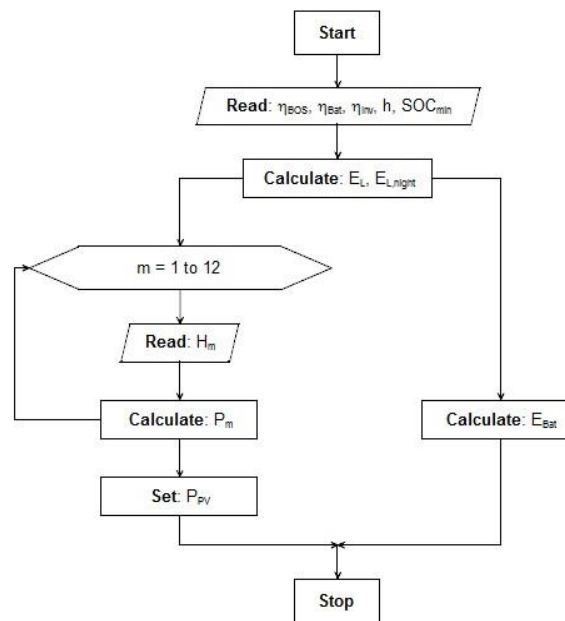 Start
Read: ηBOS, ηBat, ηInv, h, SOCmin
Calculate: EL, EL,night
m = 1 to 12
Read: Hm
Calculate: Pm
Calculate: EBat
Set: PPV
Stop